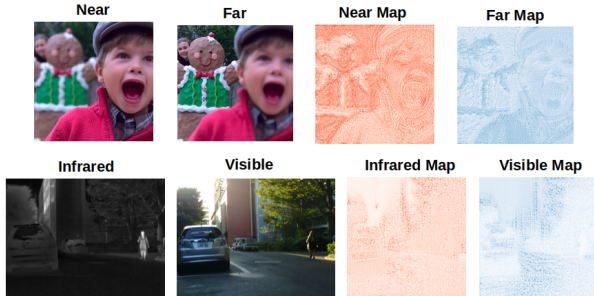 Near
Far
Near Map
Far Map
Infrared
Visible
Infrared Map
Visible Map